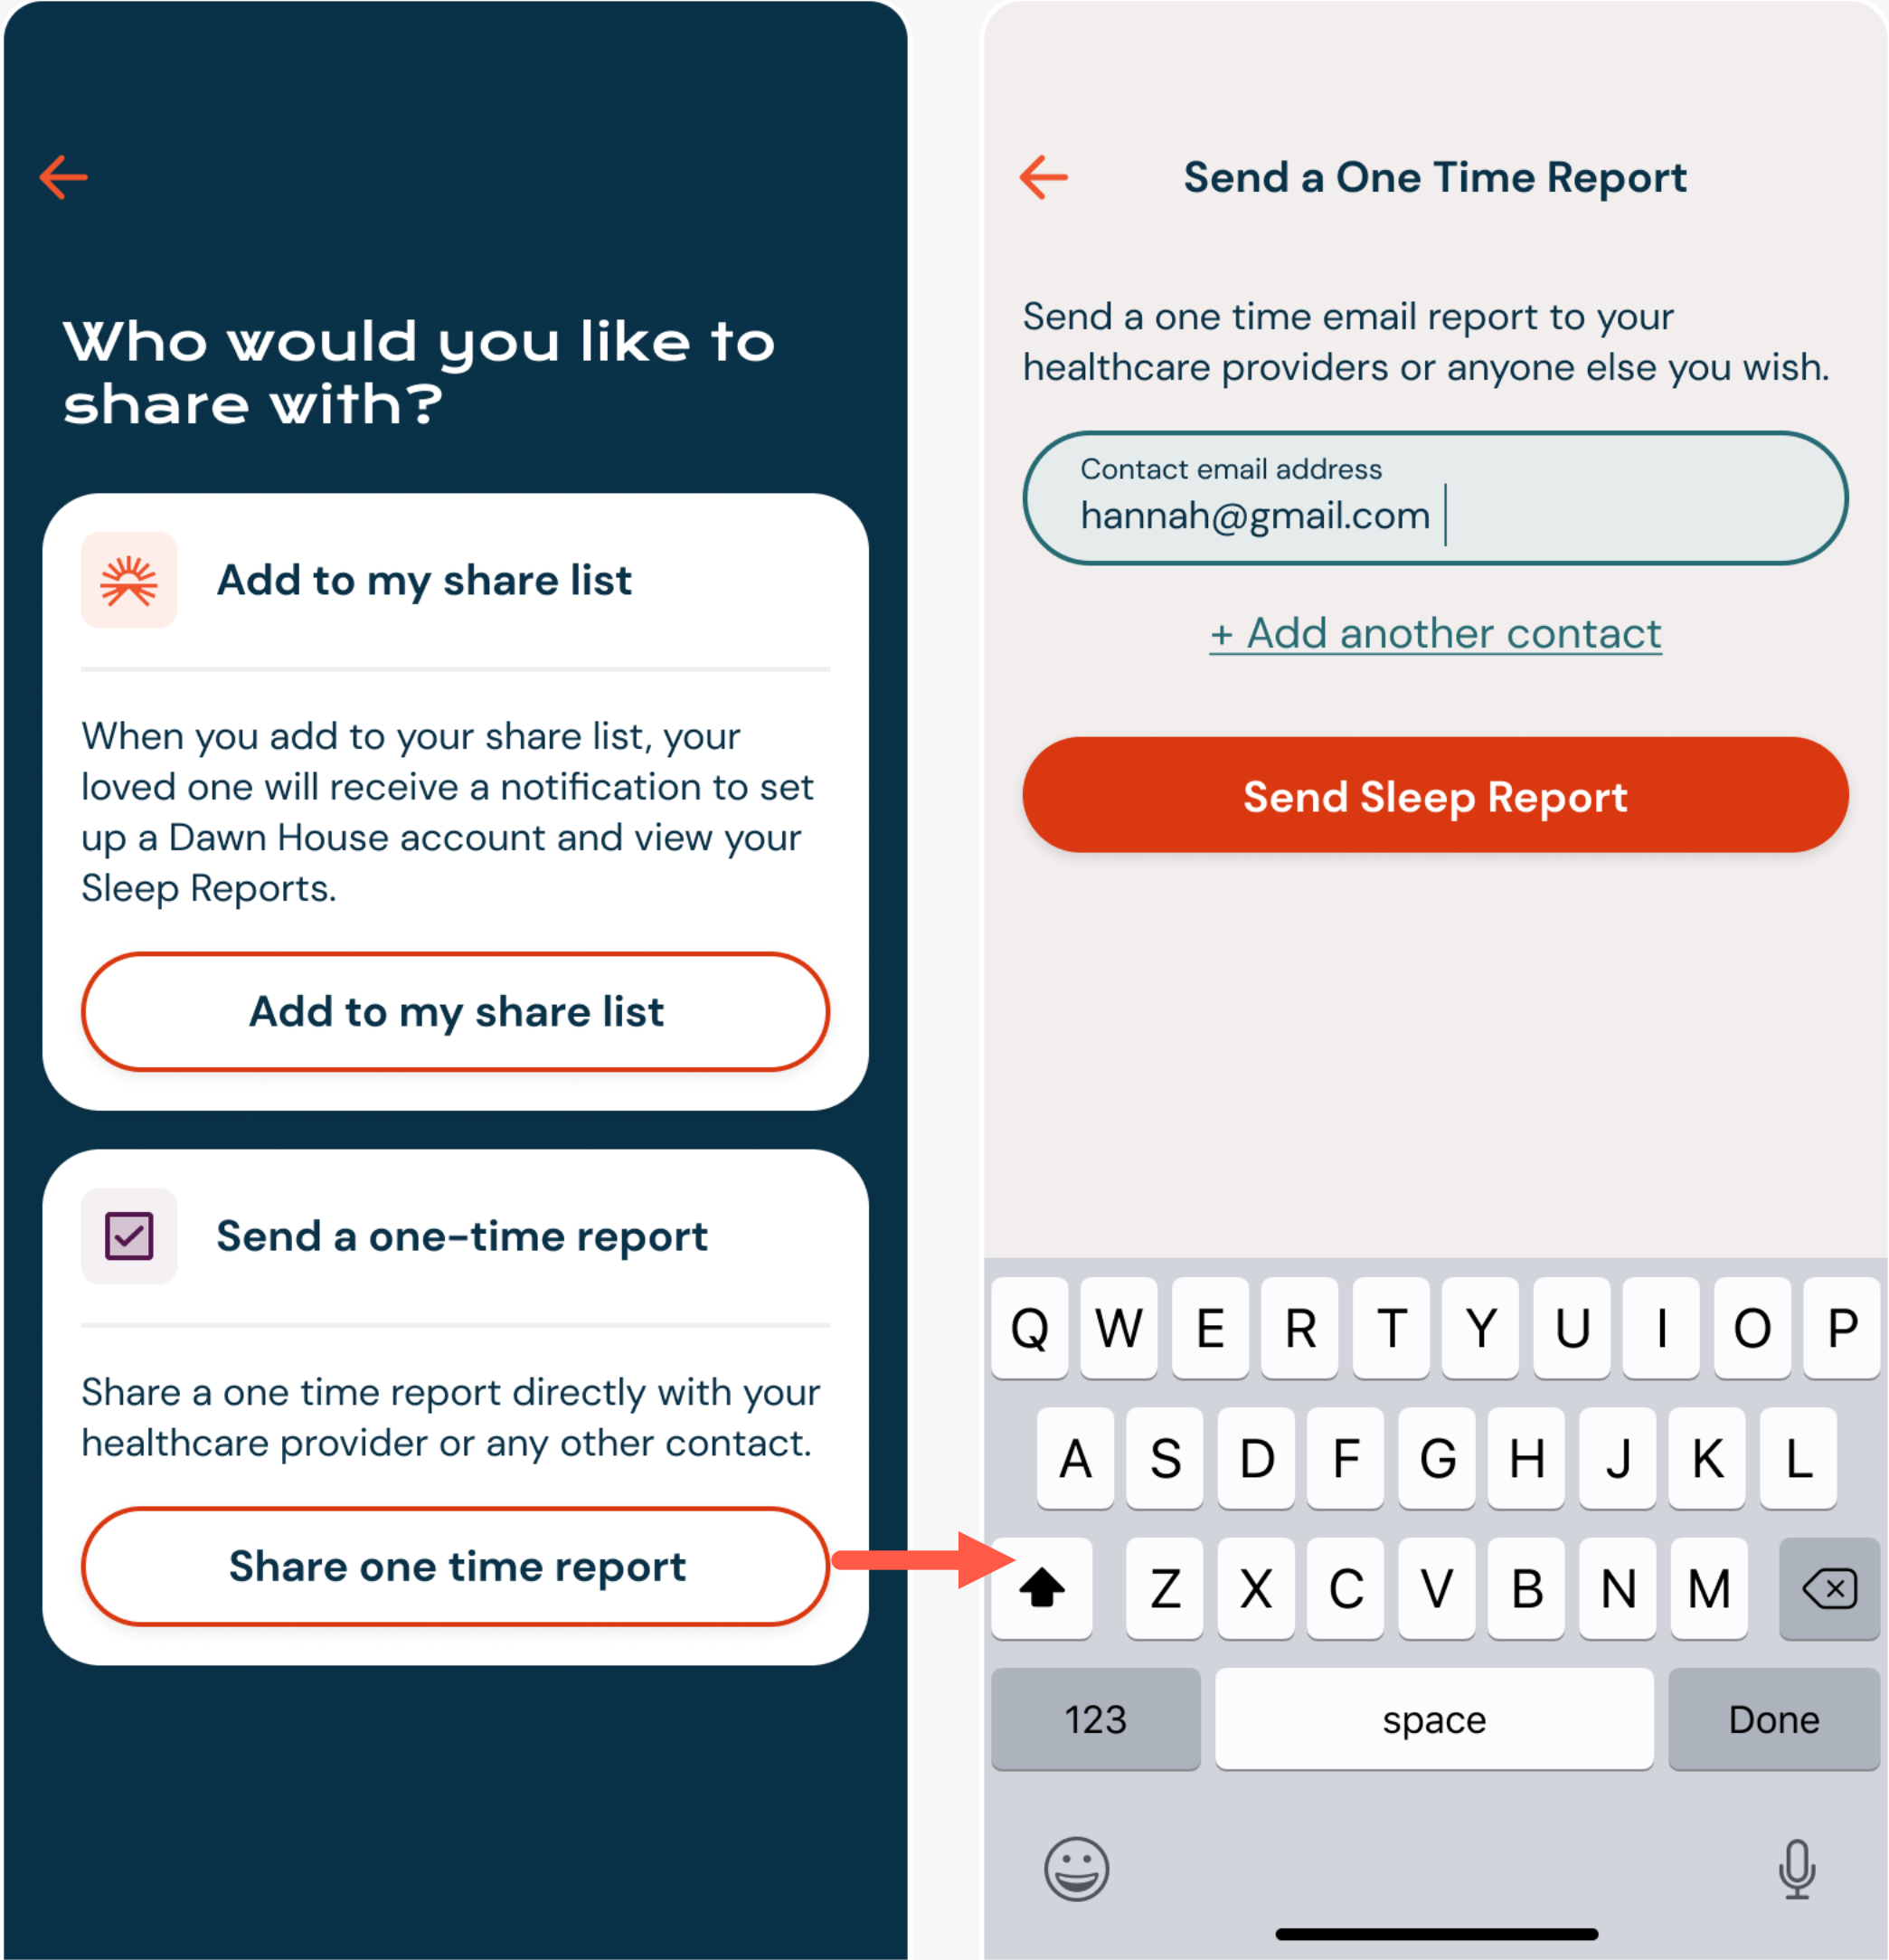 Who would you like to
share with?
Add to my share list
When you add to your share list, your
loved one will receive a notification to set
up a Dawn House account and view your
Sleep Reports.
Add to my share list
Send a one-time report
Share a one time report directly with your
healthcare provider or any other contact.
Share one time report
Send a One Time Report
Send a one time email report to your
healthcare providers or anyone else you wish.
Contact email address
hannah@gmail.com
+ Add another contact
Send Sleep Report
Q W E R T Y U I O P
A S D F G H J K L
Z X C V B N M
123 space Done